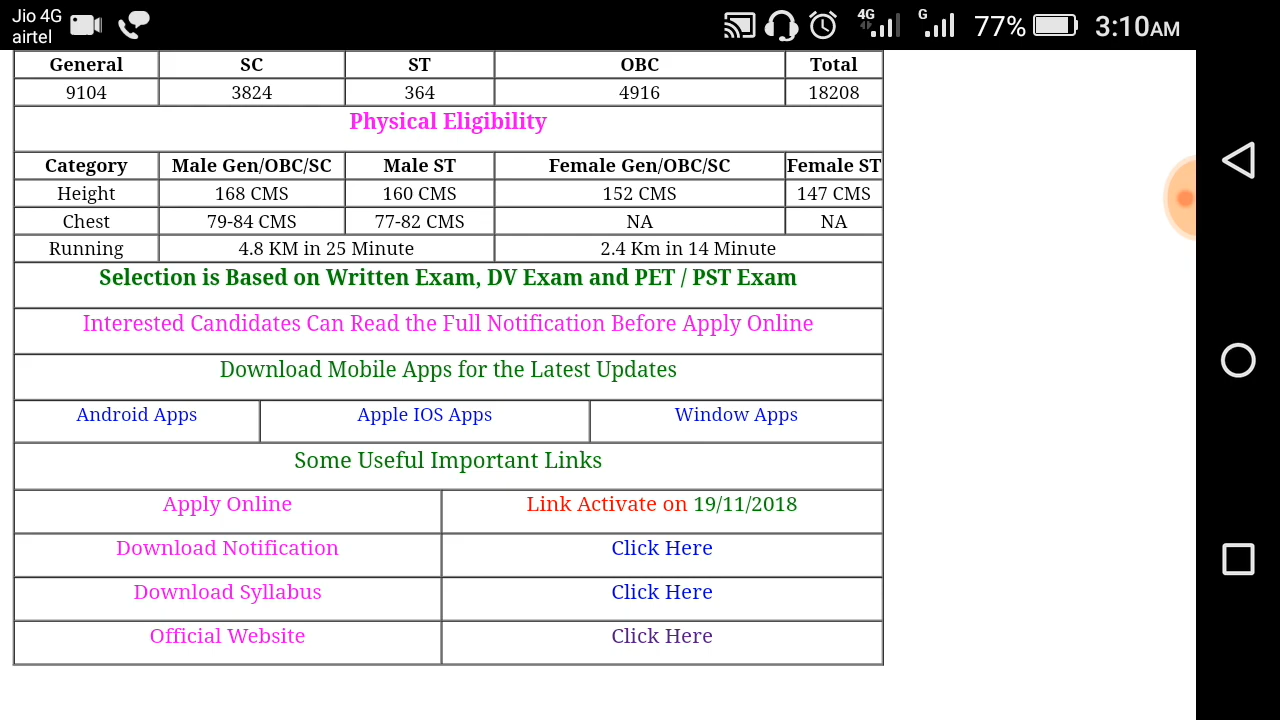 Jio 4G
airtel
4G G 77% 3:10AM
General SC ST OBC Total
9104 3824 364 4916 18208
Physical Eligibility
Category Male Gen/OBC/SC Male ST Female Gen/OBC/SC Female ST
Height 168 CMS 160 CMS 152 CMS 147 CMS
Chest 79-84 CMS 77-82 CMS NA NA
Running 4.8 KM in 25 Minute 2.4 Km in 14 Minute
Selection is Based on Written Exam, DV Exam and PET / PST Exam
Interested Candidates Can Read the Full Notification Before Apply Online
Download Mobile Apps for the Latest Updates
Android Apps Apple IOS Apps Window Apps
Some Useful Important Links
Apply Online Link Activate on 19/11/2018
Download Notification Click Here
Download Syllabus Click Here
Official Website Click Here